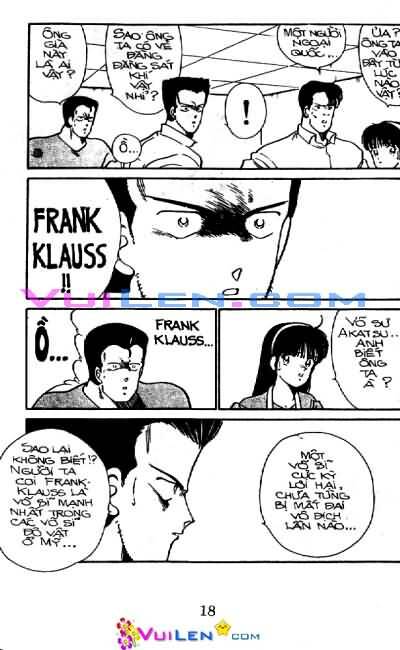 ÔNG
GIÀ
NÀY
LÀ AI
VẬY?
SAO ÔNG
TA CÓ VẺ
ĐẰNG
ĐẰNG SÁT
KHÍ
VẬY
NHỈ?
Ồ...
!
MỘT NGƯỜI
NGOẠI
QUỐC...
ỦA?
ÔNG TA
VÀO
ĐÂY TỪ
LÚC
NÀO
VẬY?
FRANK
KLAUSS
!!
VUILEN.COM
Ồ...
FRANK
KLAUSS...
VÕ SƯ
AKATSU...
ANH
BIẾT
ÔNG
TA
À?
SAO LẠI
KHÔNG BIẾT!?
NGƯỜI TA
COI FRANK
KLAUSS LÀ
VÕ SĨ MẠNH
NHẤT TRONG
CÁC VÕ SĨ
ĐÔ VẬT
Ở MỸ...
MỘT
VÕ SĨ
CỰC KỲ
LỢI HẠI,
CHƯA TỪNG
BỊ MẤT ĐAI
VÔ ĐỊCH
LẦN NÀO...
18
VUILEN.COM